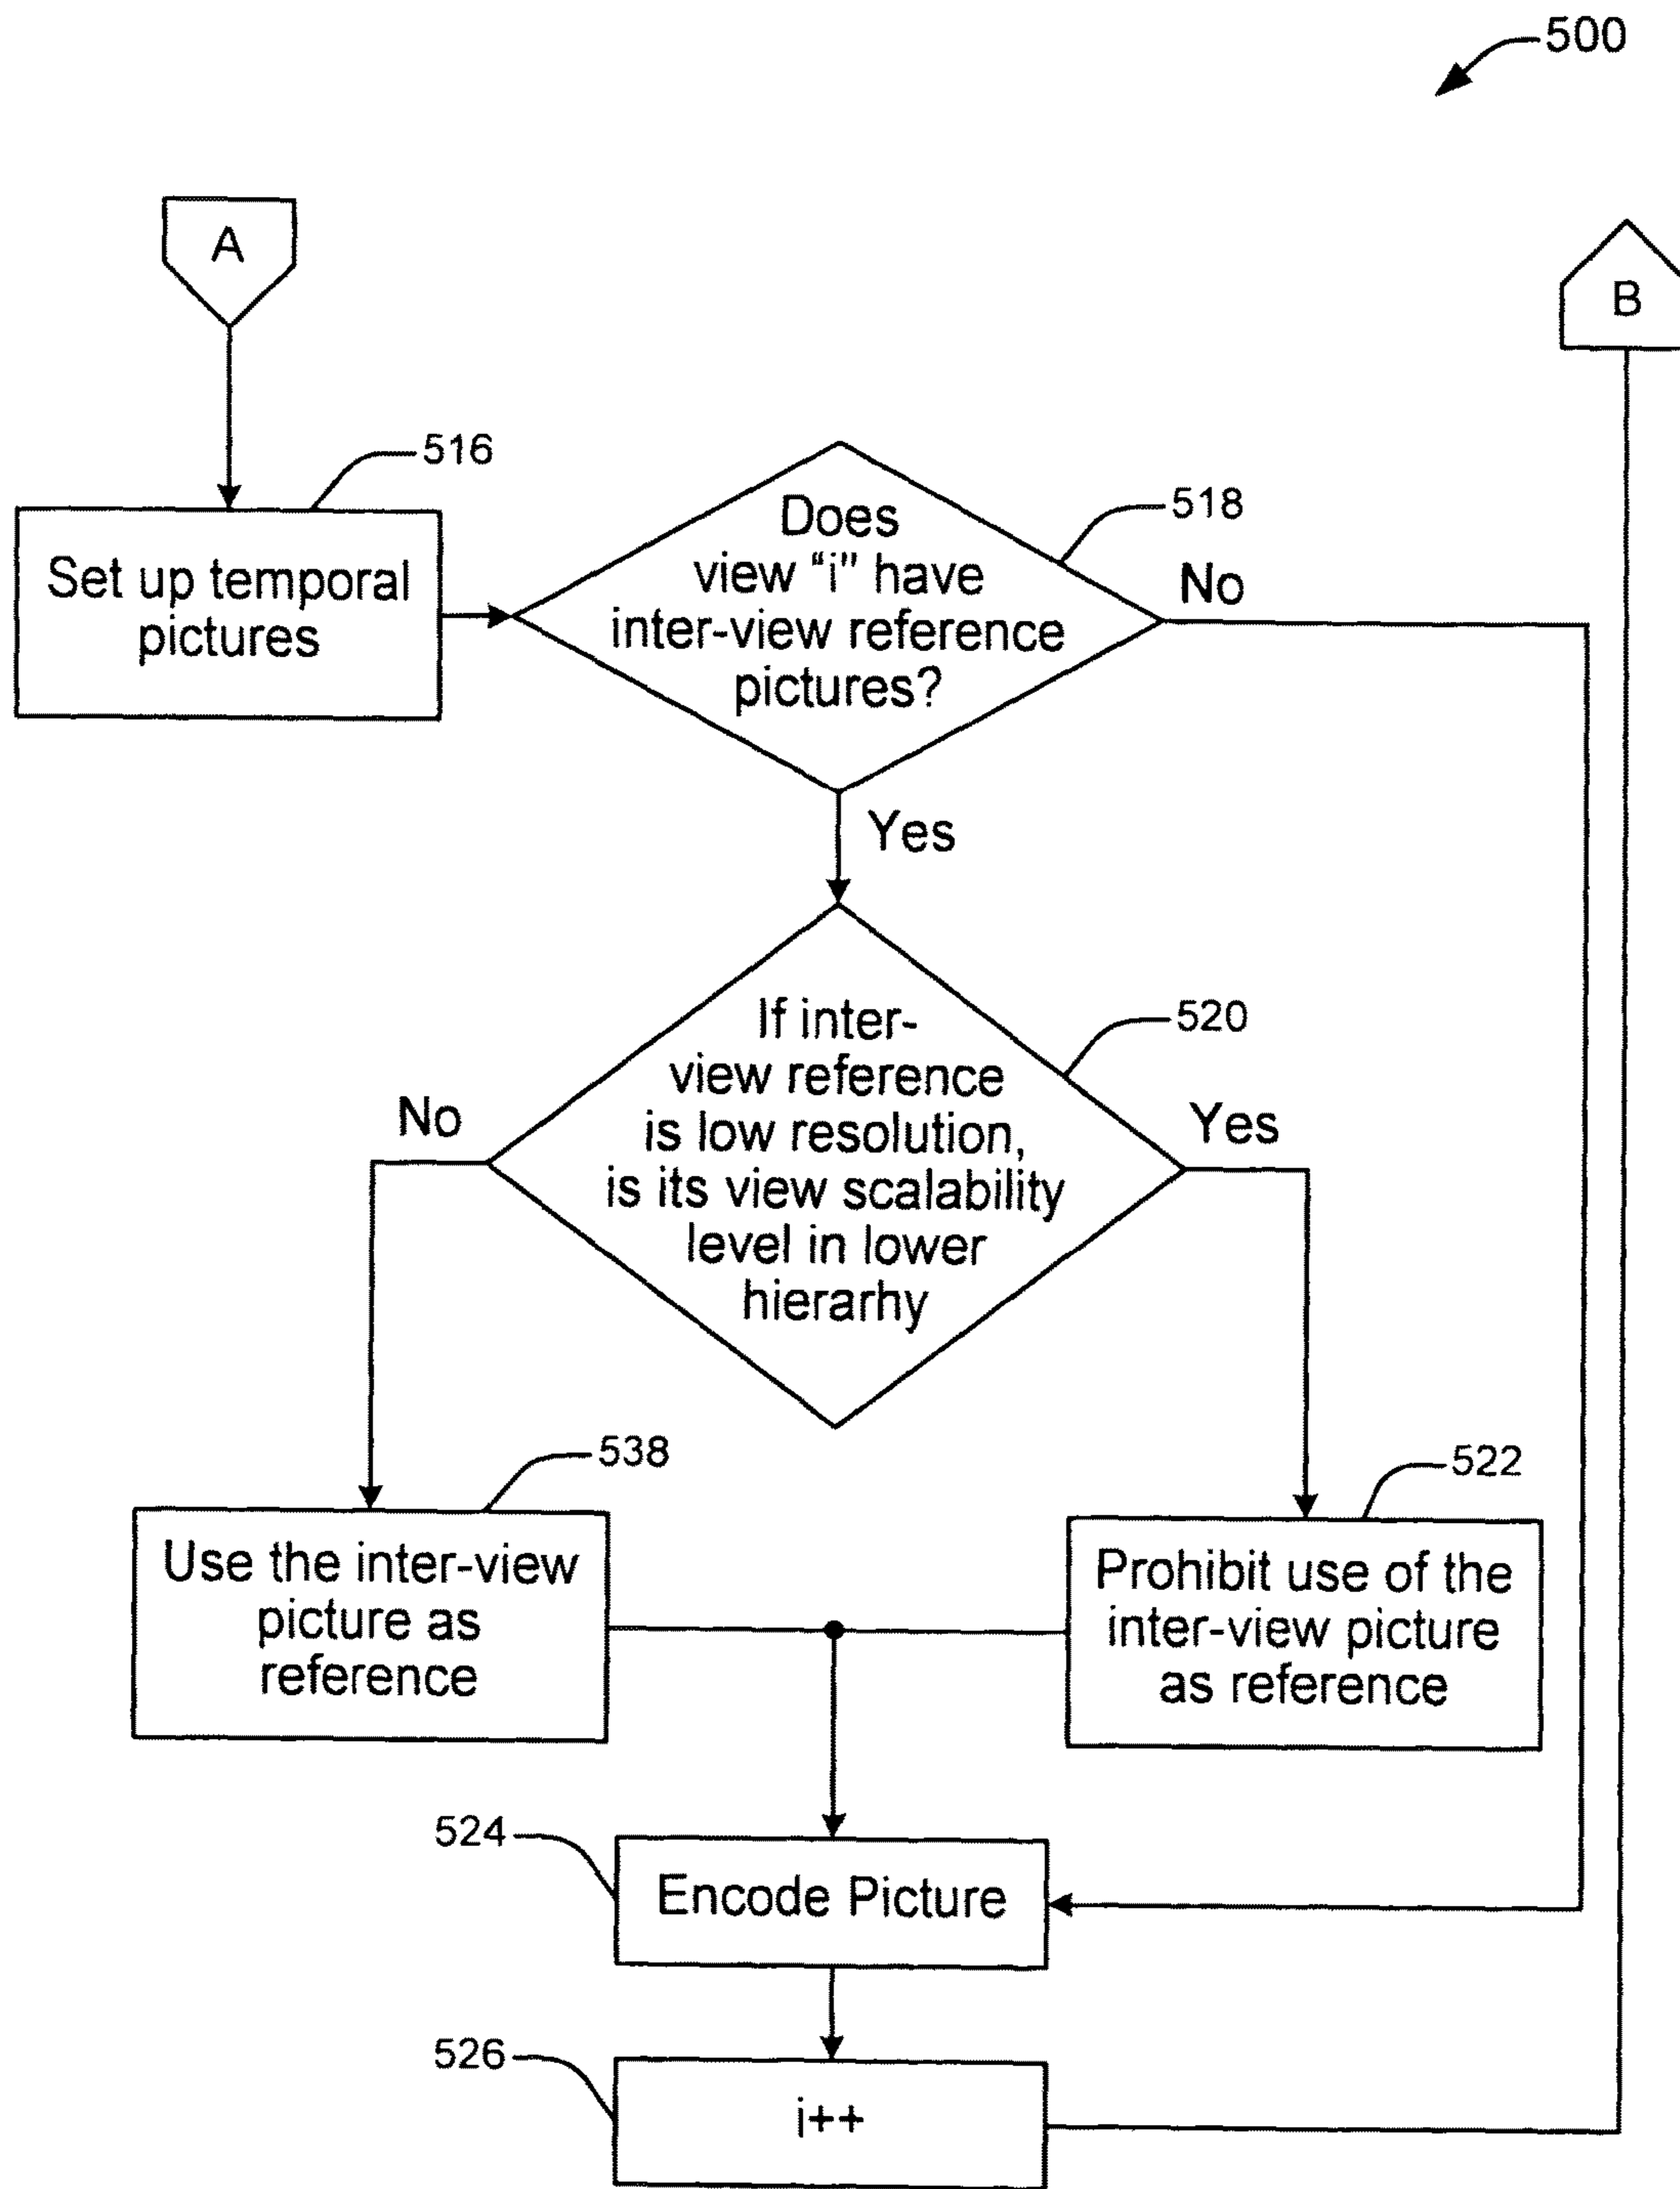 500
A
B
516
Set up temporal
pictures
518
Does
view “i” have
inter-view reference
pictures?
No
Yes
520
If inter-
view reference
is low resolution,
is its view scalability
level in lower
hierarhy
No
Yes
538
Use the inter-view
picture as
reference
522
Prohibit use of the
inter-view picture
as reference
524
Encode Picture
526
i++